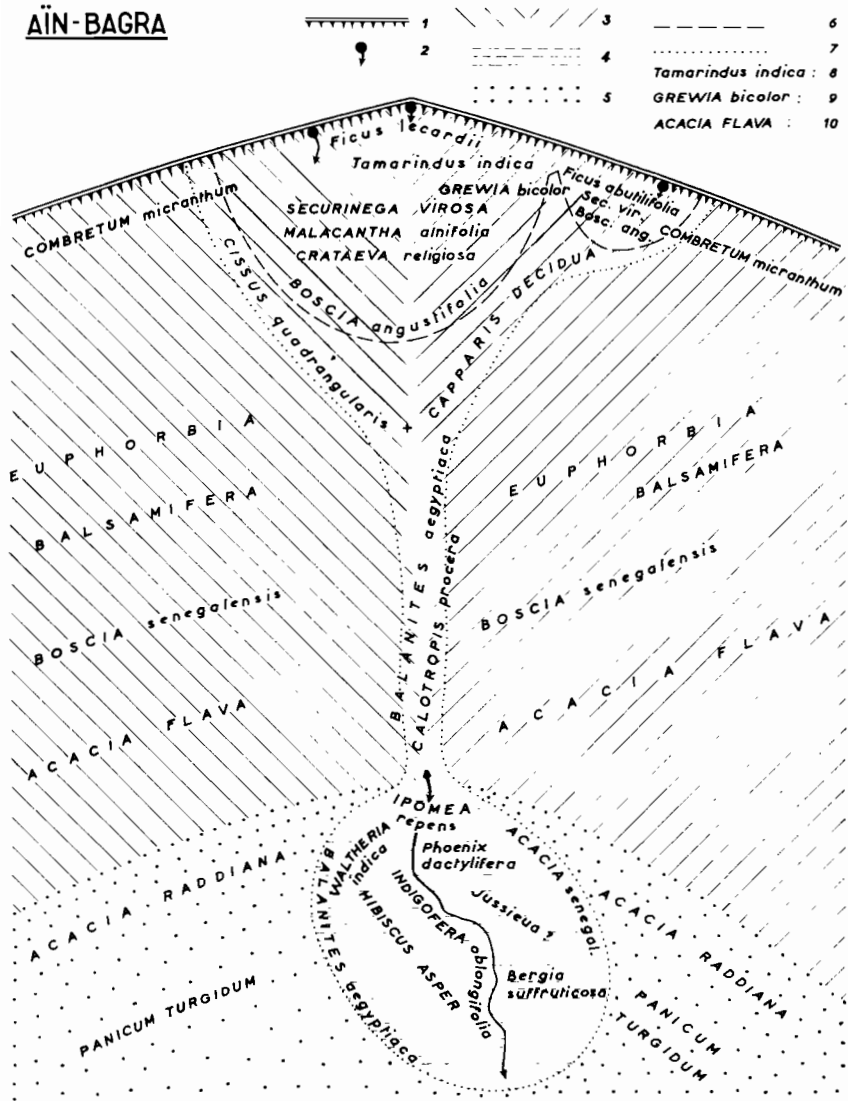 AÏN-BAGRA
1
2
3
4
5
6
7
Tamarindus indica : 8
GREWIA bicolor : 9
ACACIA FLAVA : 10
Ficus lecardii
Tamarindus indica
GREWIA bicolor
SECURINEGA VIROSA
MALACANTHA alnifolia
CRATAEVA religiosa
Ficus abutilifolia
Sec. vir.
Bosc. ang.
COMBRETUM micranthum
COMBRETUM micranthum
CISSUS quadrangularis
BOSCIA angustifolia
CAPPARIS DECIDUA
EUPHORBIA
BALSAMIFERA
EUPHORBIA
BALSAMIFERA
BALANITES aegyptiaca
CALOTROPIS procera
BOSCIA senegalensis
BOSCIA senegalensis
ACACIA FLAVA
ACACIA FLAVA
IPOMEA
repens
WALTHERIA
indica
Phoenix
dactylifera
ACACIA senegal.
Jussieua ?
INDIGOFERA oblongifolia
HIBISCUS ASPER
BALANITES aegyptiaca
Bergia
suffruticosa
ACACIA RADDIANA
ACACIA RADDIANA
PANICUM TURGIDUM
PANICUM
TURGIDUM